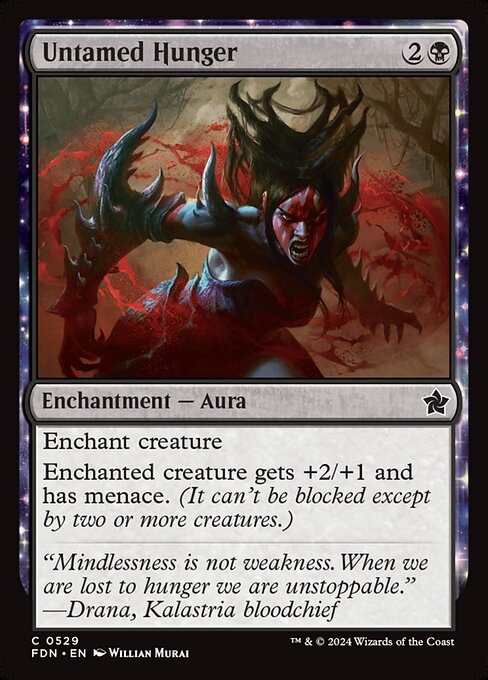 Untamed Hunger 2
Enchantment — Aura
Enchant creature
Enchanted creature gets +2/+1 and
has menace. (It can't be blocked except
by two or more creatures.)
“Mindlessness is not weakness. When we
are lost to hunger we are unstoppable.”
—Drana, Kalastria bloodchief
C 0529
FDN • EN Willian Murai
™ & © 2024 Wizards of the Coast